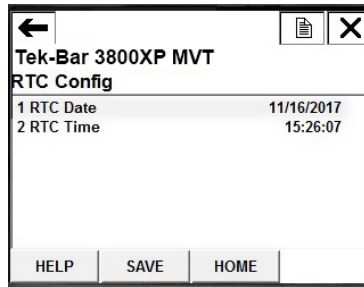 Tek-Bar 3800XP MVT
RTC Config
1 RTC Date 11/16/2017
2 RTC Time 15:26:07
HELP SAVE HOME